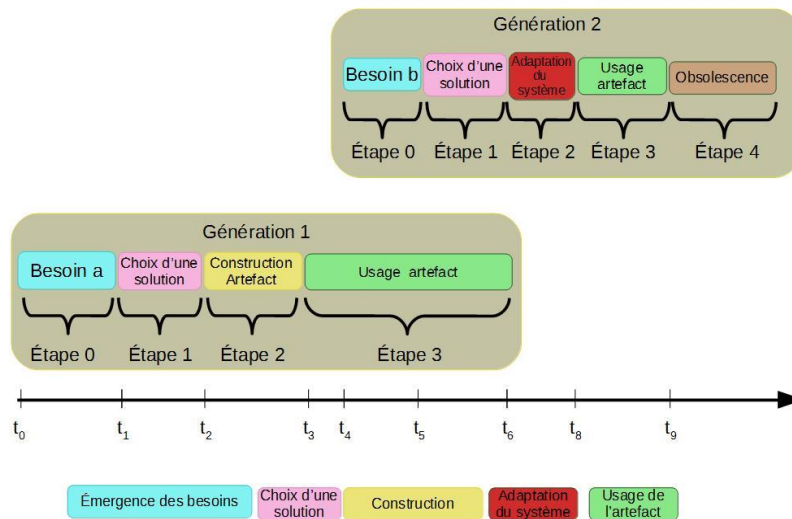 Génération 2
Besoin b
Choix d'une
solution
Adaptation
du
système
Usage
artefact
Obsolescence
Étape 0
Étape 1
Étape 2
Étape 3
Étape 4
Génération 1
Besoin a
Choix d'une
solution
Construction
Artefact
Usage artefact
Étape 0
Étape 1
Étape 2
Étape 3
t0
t1
t2
t3
t4
t5
t6
t8
t9
Émergence des besoins
Choix d'une
solution
Construction
Adaptation
du système
Usage de
l'artefact